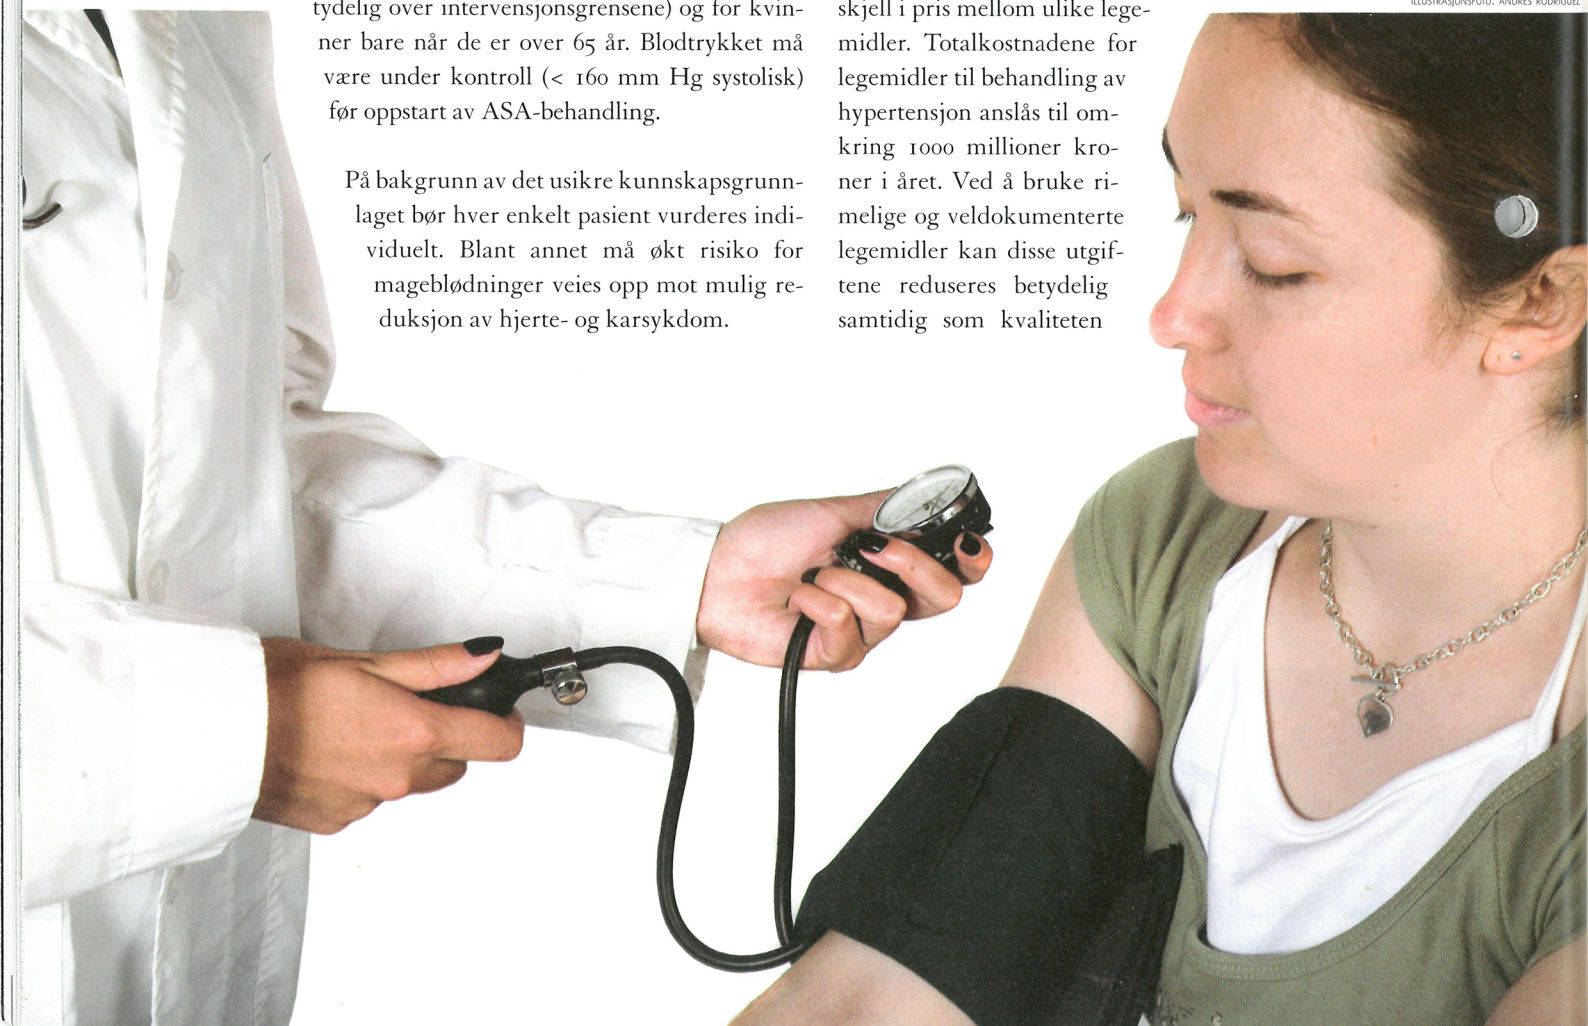 ILLUSTRASJONSFOTO: ANDRES RODRIGUEZ
tydelig over intervensjonsgrensene) og for kvin-
ner bare når de er over 65 år. Blodtrykket må
være under kontroll (< 160 mm Hg systolisk)
før oppstart av ASA-behandling.
På bakgrunn av det usikre kunnskapsgrunn-
laget bør hver enkelt pasient vurderes indi-
viduelt. Blant annet må økt risiko for
mageblødninger veies opp mot mulig re-
duksjon av hjerte- og karsykdom.
skjell i pris mellom ulike lege-
midler. Totalkostnadene for
legemidler til behandling av
hypertensjon anslås til om-
kring 1000 millioner kro-
ner i året. Ved å bruke ri-
melige og veldokumenterte
legemidler kan disse utgif-
tene reduseres betydelig
samtidig som kvaliteten